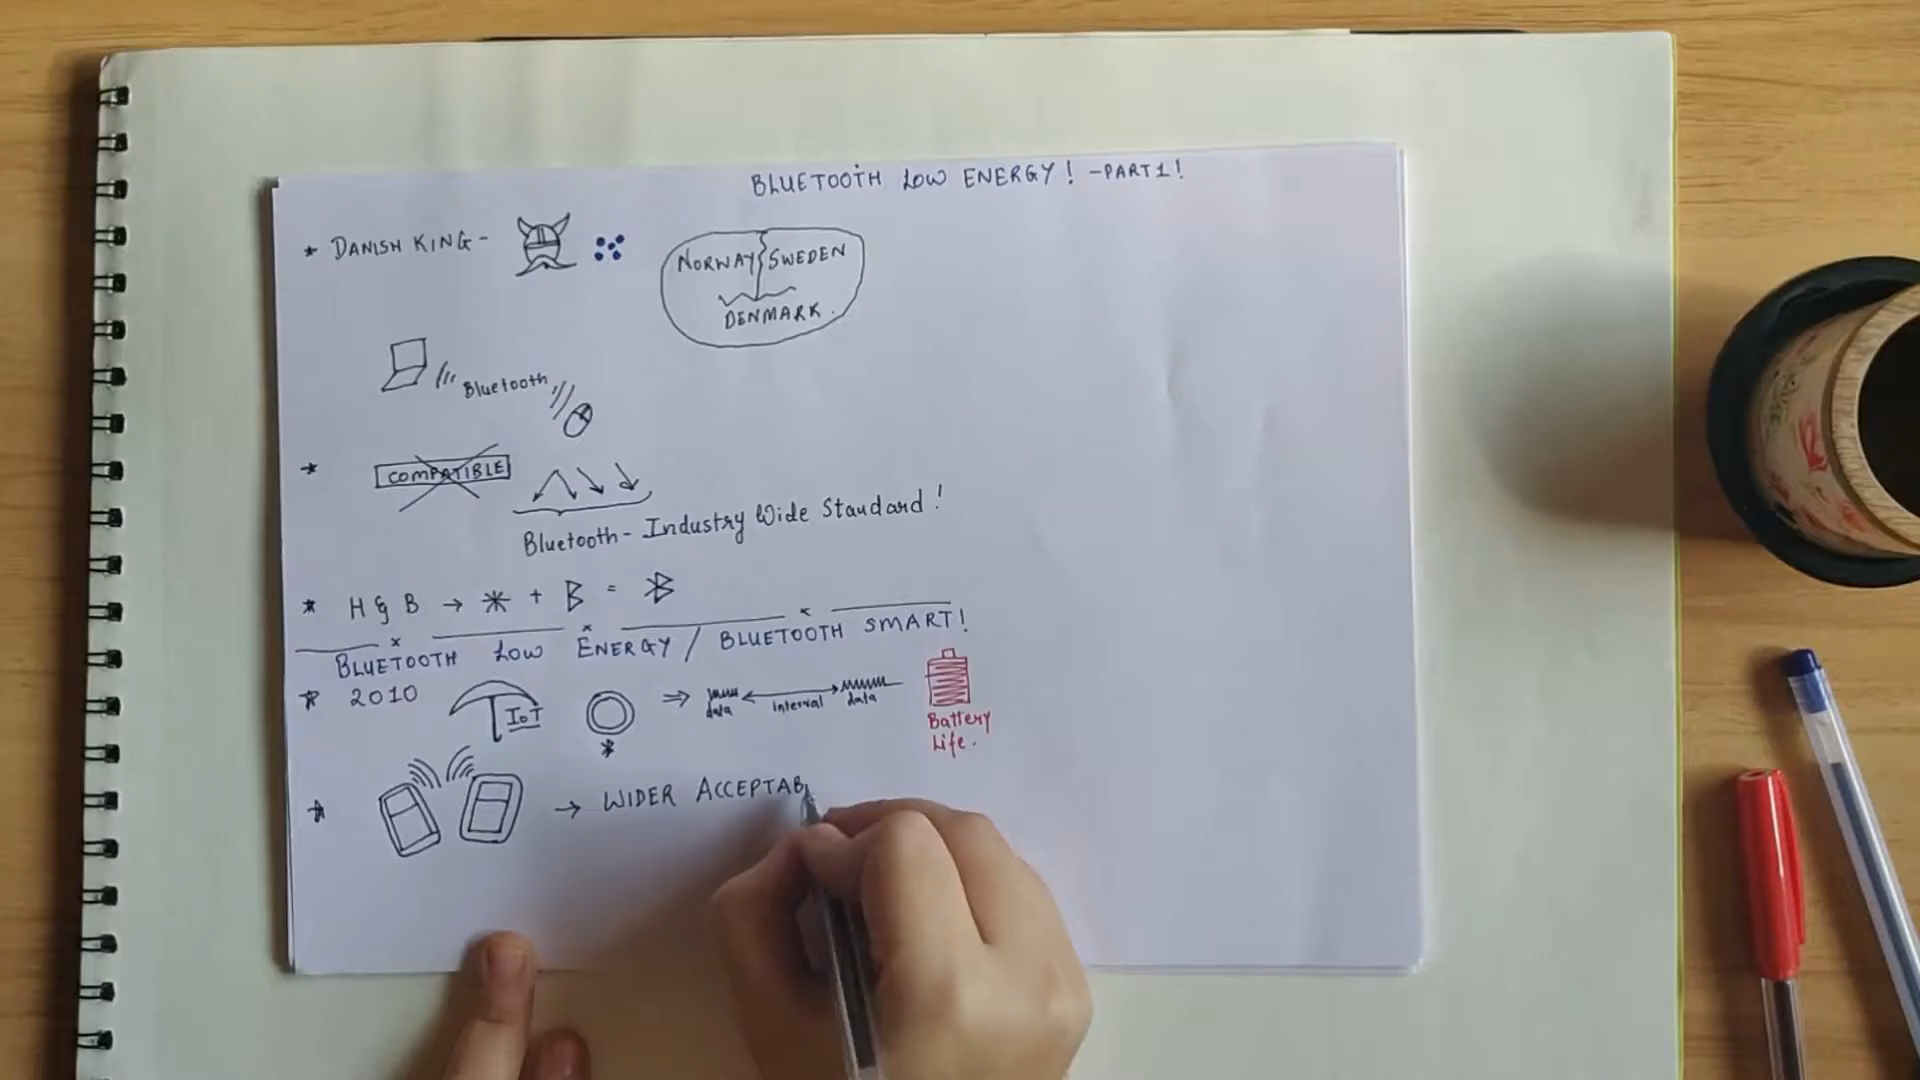 BLUETOOTH LOW ENERGY! -PART1!
* DANISH KING -
NORWAY SWEDEN
DENMARK.
Bluetooth
COMPATIBLE
Bluetooth - Industry Wide Standard!
* H & B → * + B =
BLUETOOTH LOW ENERGY / BLUETOOTH SMART!
* 2010
IoT
data interval data
Battery
Life.
→ WIDER ACCEPTAB